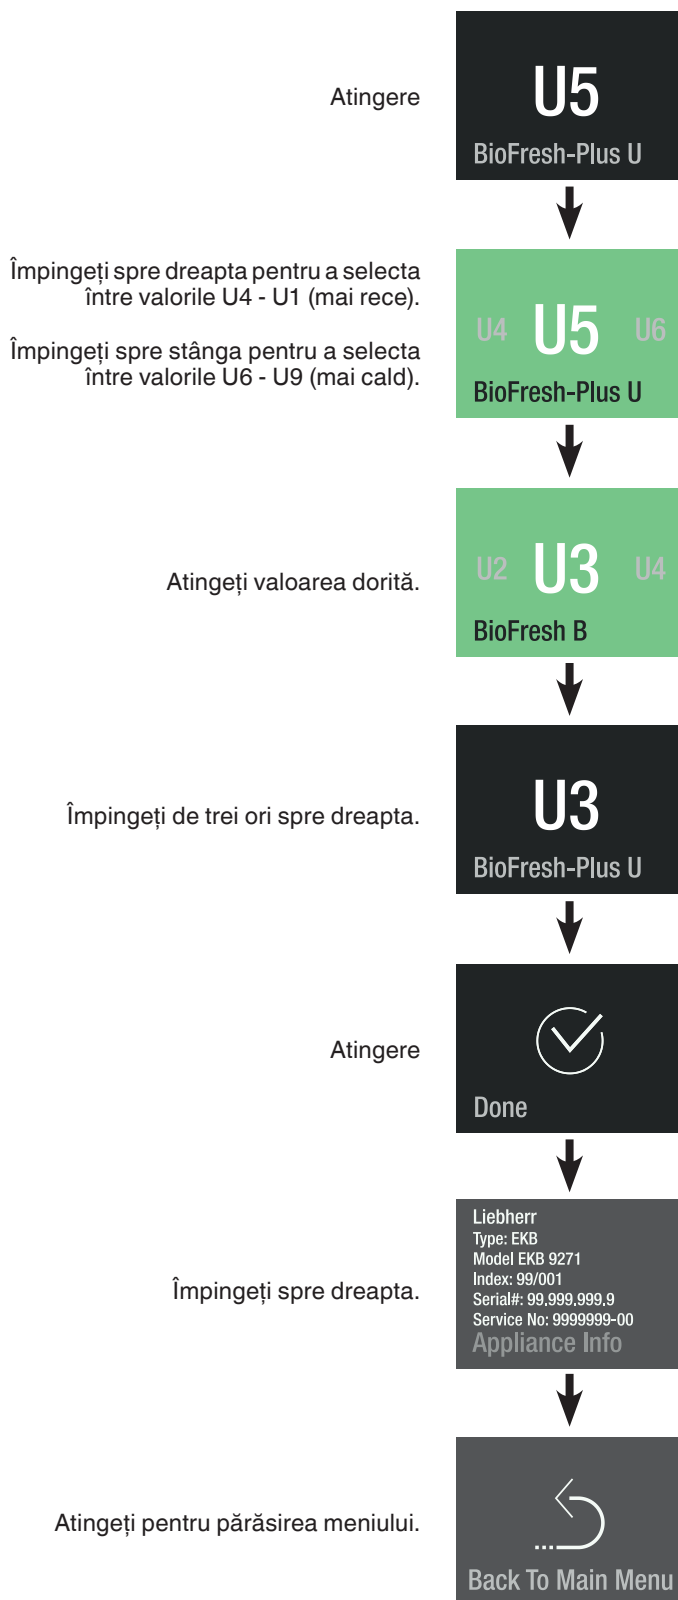 Atingere
U5
BioFresh-Plus U
Împingeți spre dreapta pentru a selecta
între valorile U4 - U1 (mai rece).
Împingeți spre stânga pentru a selecta
între valorile U6 - U9 (mai cald).
U4 U5 U6
BioFresh-Plus U
Atingeți valoarea dorită.
U2 U3 U4
BioFresh B
Împingeți de trei ori spre dreapta.
U3
BioFresh-Plus U
Atingere
Done
Împingeți spre dreapta.
Liebherr
Type: EKB
Model EKB 9271
Index: 99/001
Serial#: 99.999.999.9
Service No: 9999999-00
Appliance Info
Atingeți pentru părăsirea meniului.
Back To Main Menu